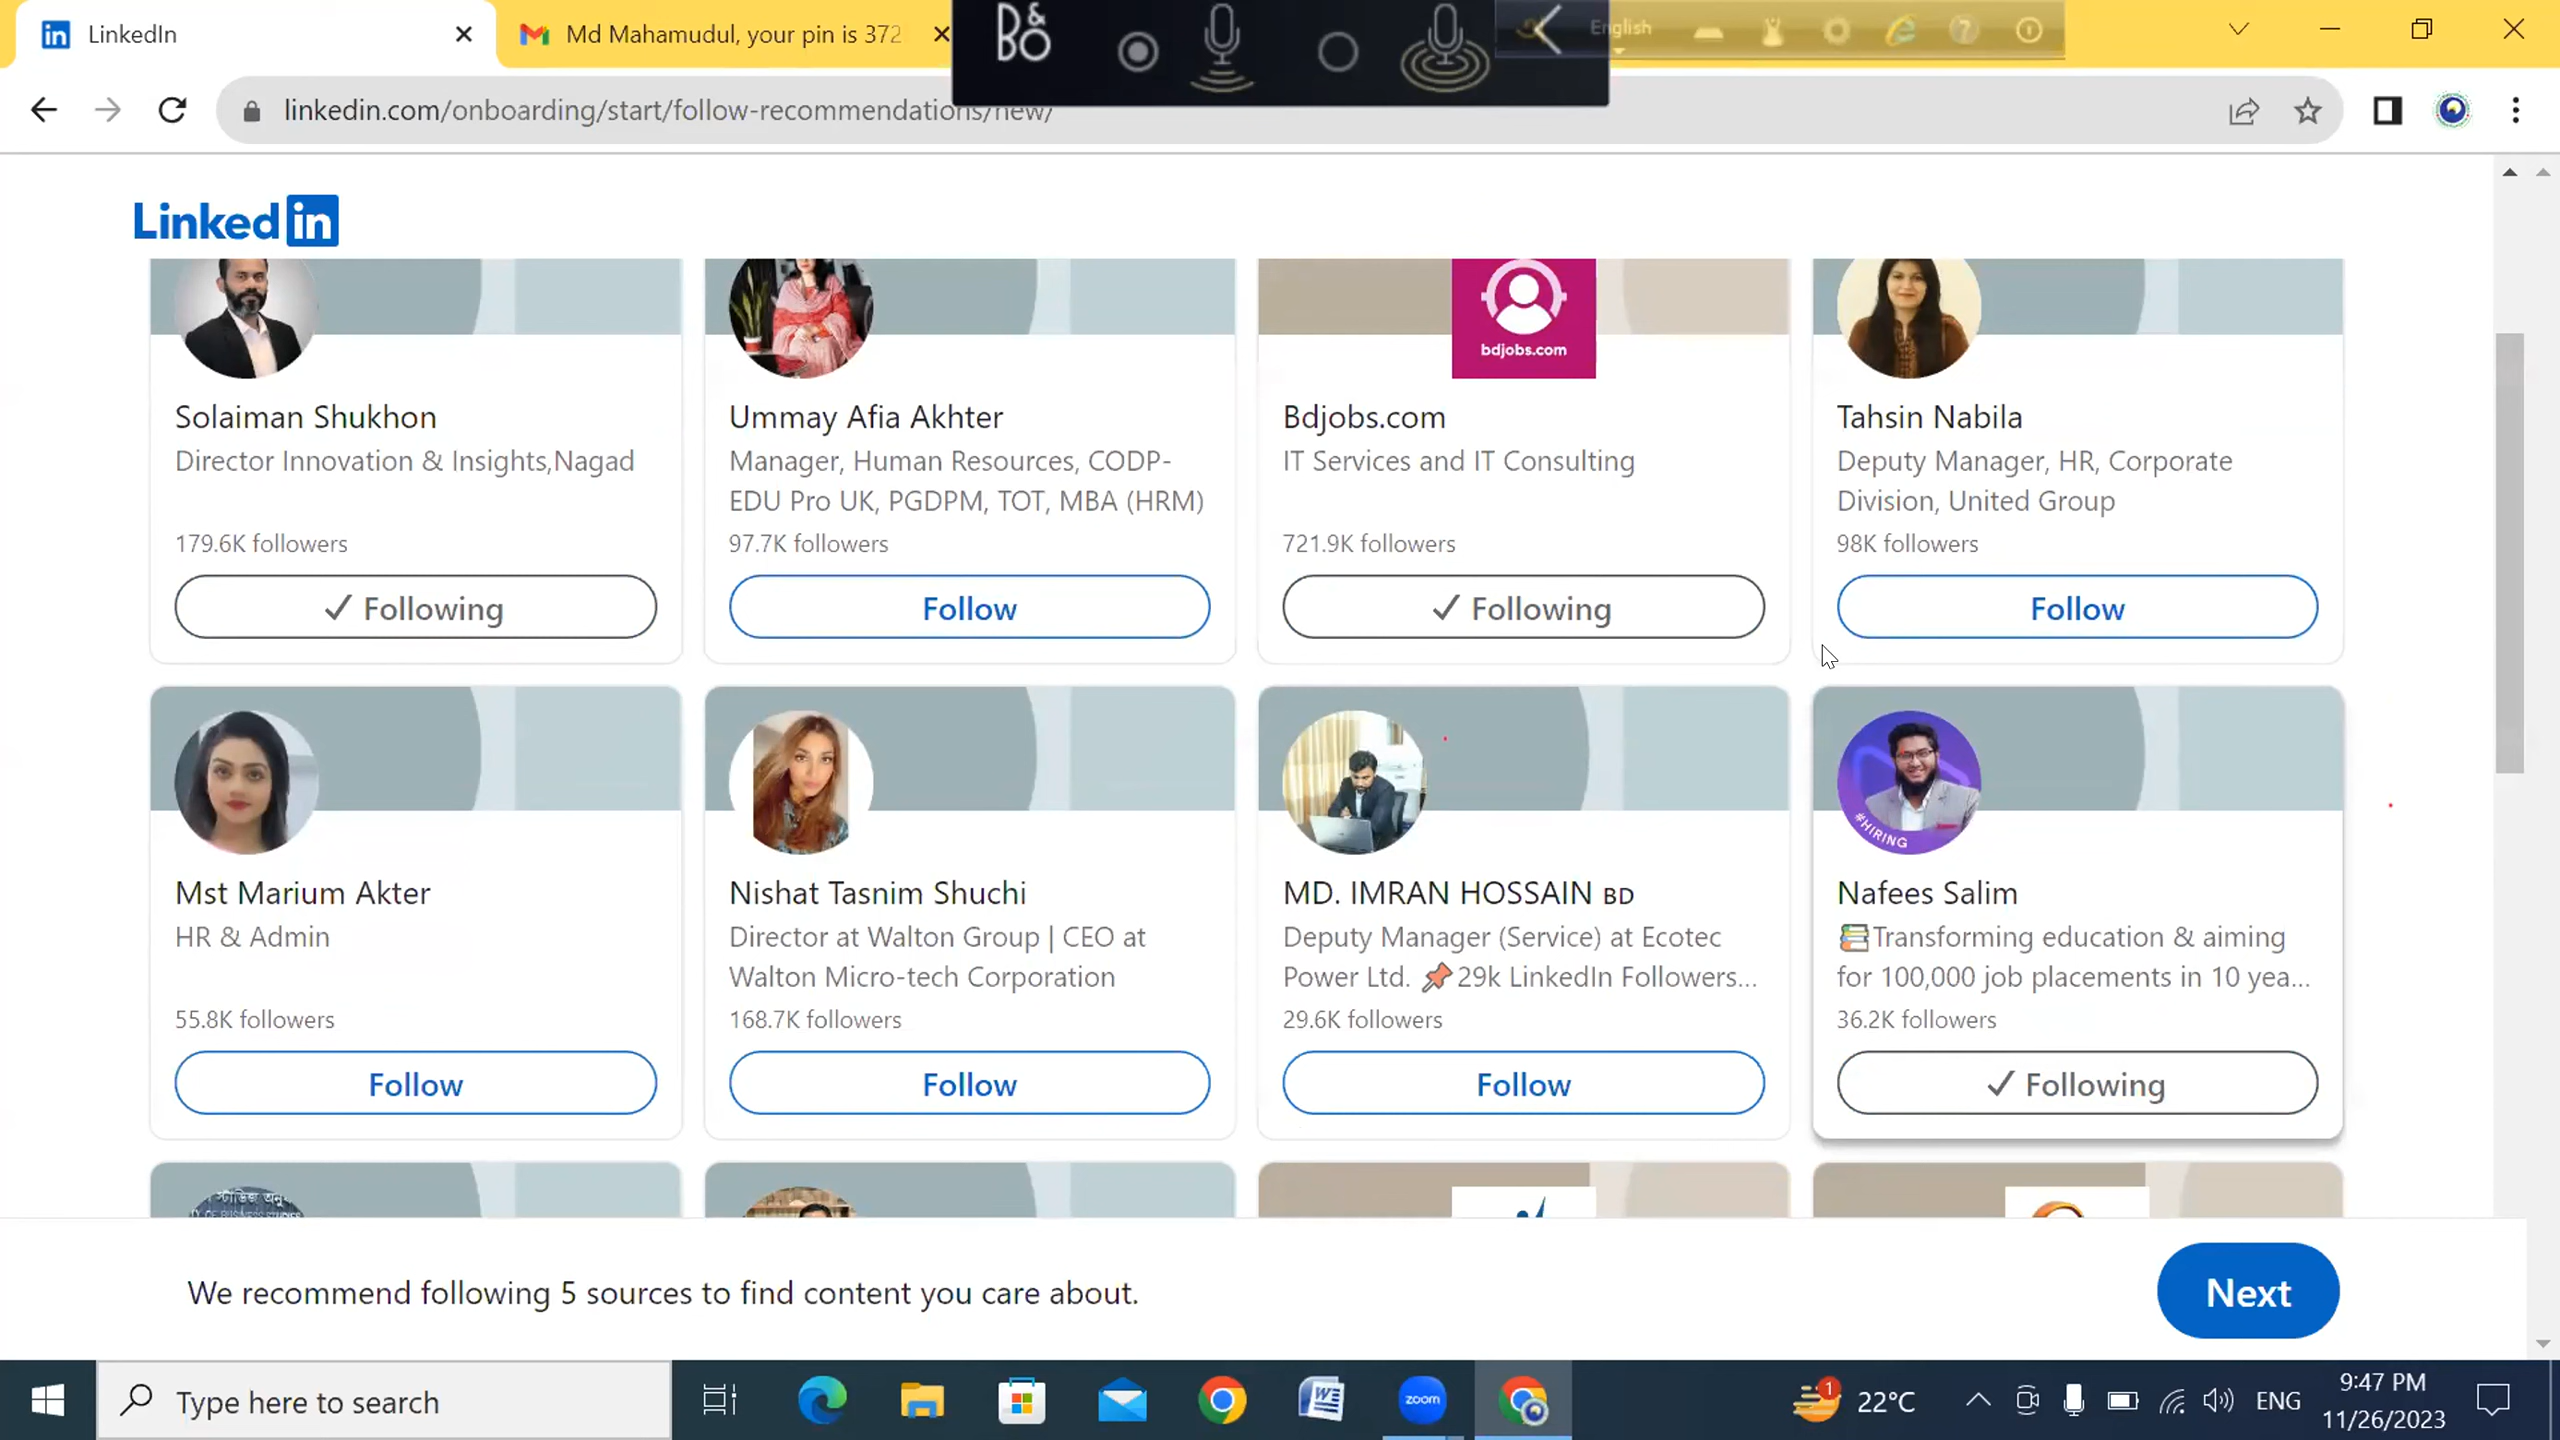 LinkedIn
Md Mahamudul, your pin is 372
B&O
English
linkedin.com/onboarding/start/follow-recommendations/new/
Linkedin
bdjobs.com
Solaiman Shukhon
Director Innovation & Insights,Nagad
179.6K followers
✓ Following
Ummay Afia Akhter
Manager, Human Resources, CODP-
EDU Pro UK, PGDPM, TOT, MBA (HRM)
97.7K followers
Follow
Bdjobs.com
IT Services and IT Consulting
721.9K followers
✓ Following
Tahsin Nabila
Deputy Manager, HR, Corporate
Division, United Group
98K followers
Follow
Mst Marium Akter
HR & Admin
55.8K followers
Follow
Nishat Tasnim Shuchi
Director at Walton Group | CEO at
Walton Micro-tech Corporation
168.7K followers
Follow
MD. IMRAN HOSSAIN BD
Deputy Manager (Service) at Ecotec
Power Ltd. 📌29k LinkedIn Followers...
29.6K followers
Follow
#HIRING
Nafees Salim
📚Transforming education & aiming
for 100,000 job placements in 10 yea...
36.2K followers
✓ Following
We recommend following 5 sources to find content you care about.
Next
Type here to search
zoom
1
22°C
ENG
9:47 PM
11/26/2023